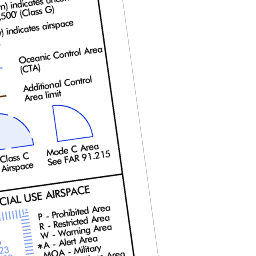 indicates
,500' (Class G)
) indicates airspace
Oceanic Control Area
(CTA)
Additional Control
Area limit
Class C
Airspace
Mode C Area
See FAR 91.215
CIAL USE AIRSPACE
P - Prohibited Area
R - Restricted Area
W - Warning Area
*A - Alert Area
MOA - Military
Area